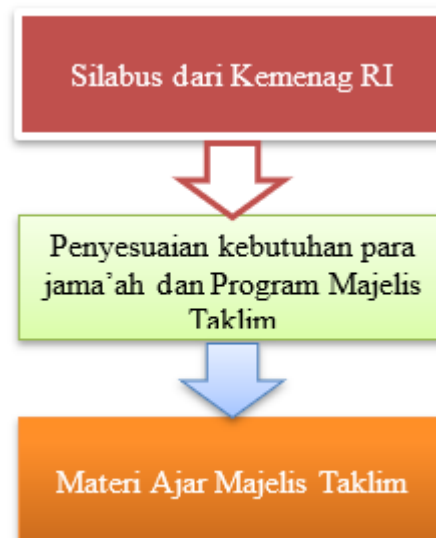 Silabus dari Kemenag RI
Penyesuaian kebutuhan para
jama’ah dan Program Majelis
Taklim
Materi Ajar Majelis Taklim